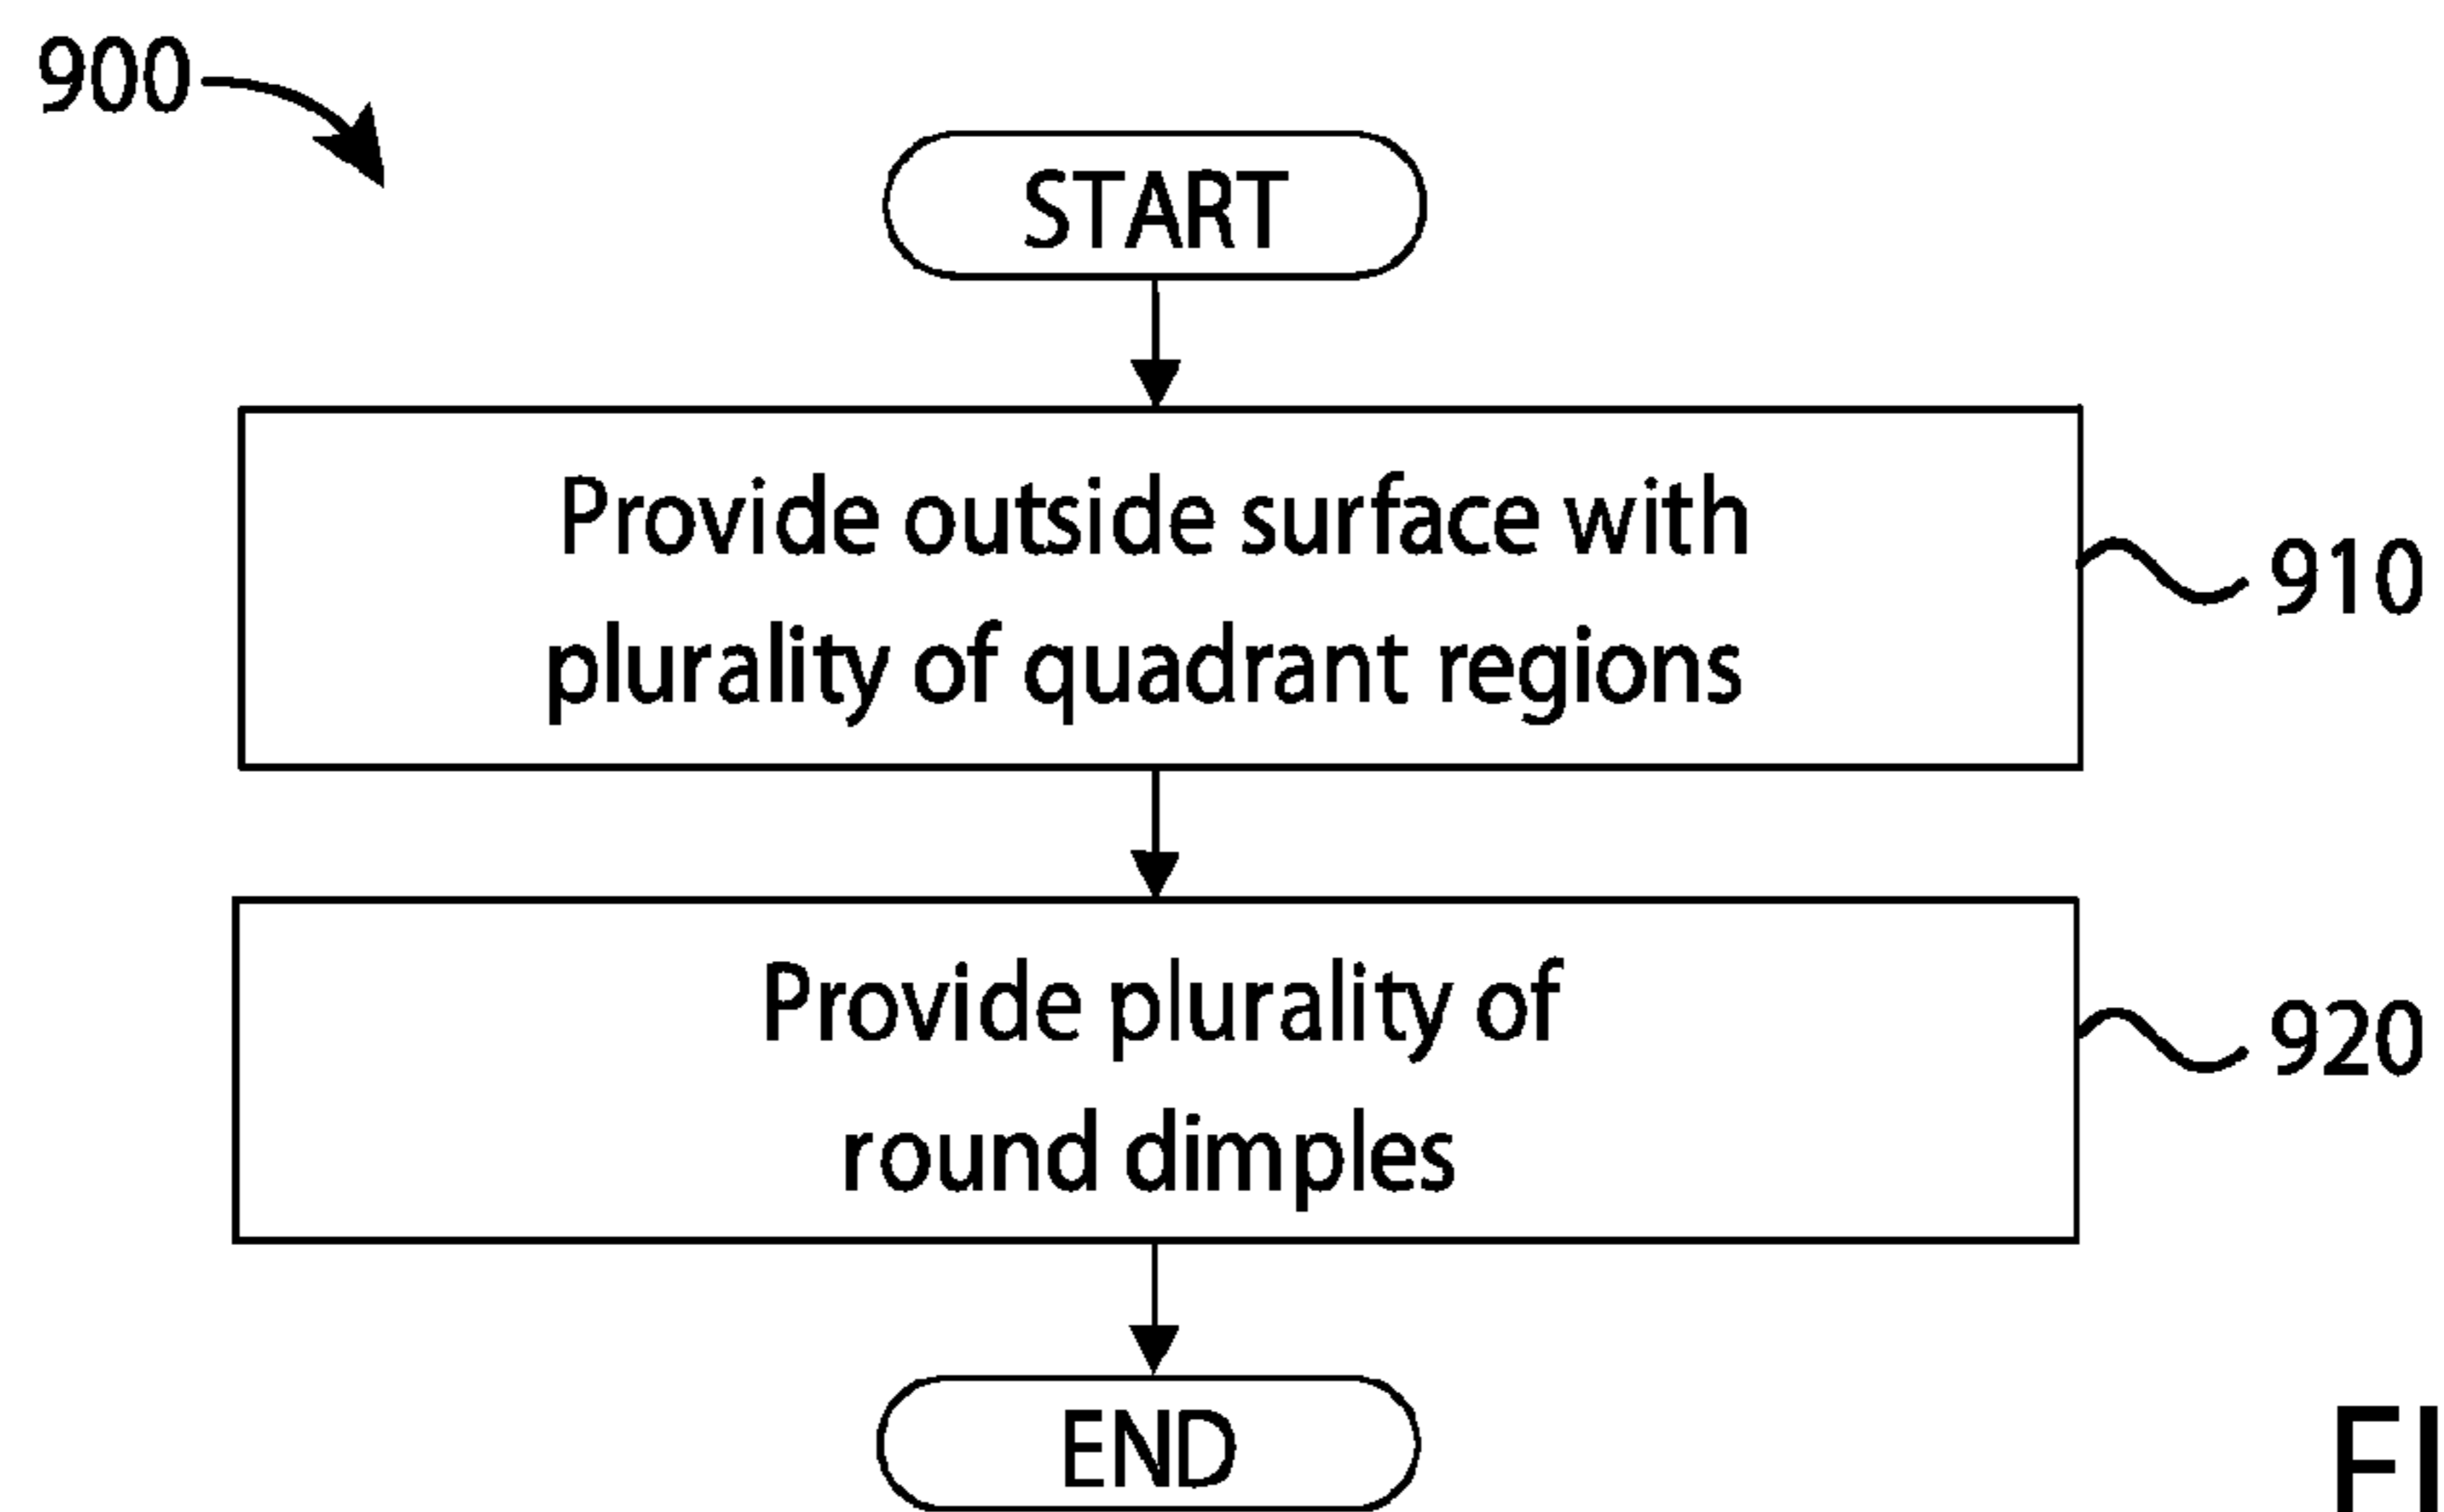 900
START
Provide outside surface with
plurality of quadrant regions
910
Provide plurality of
round dimples
920
END